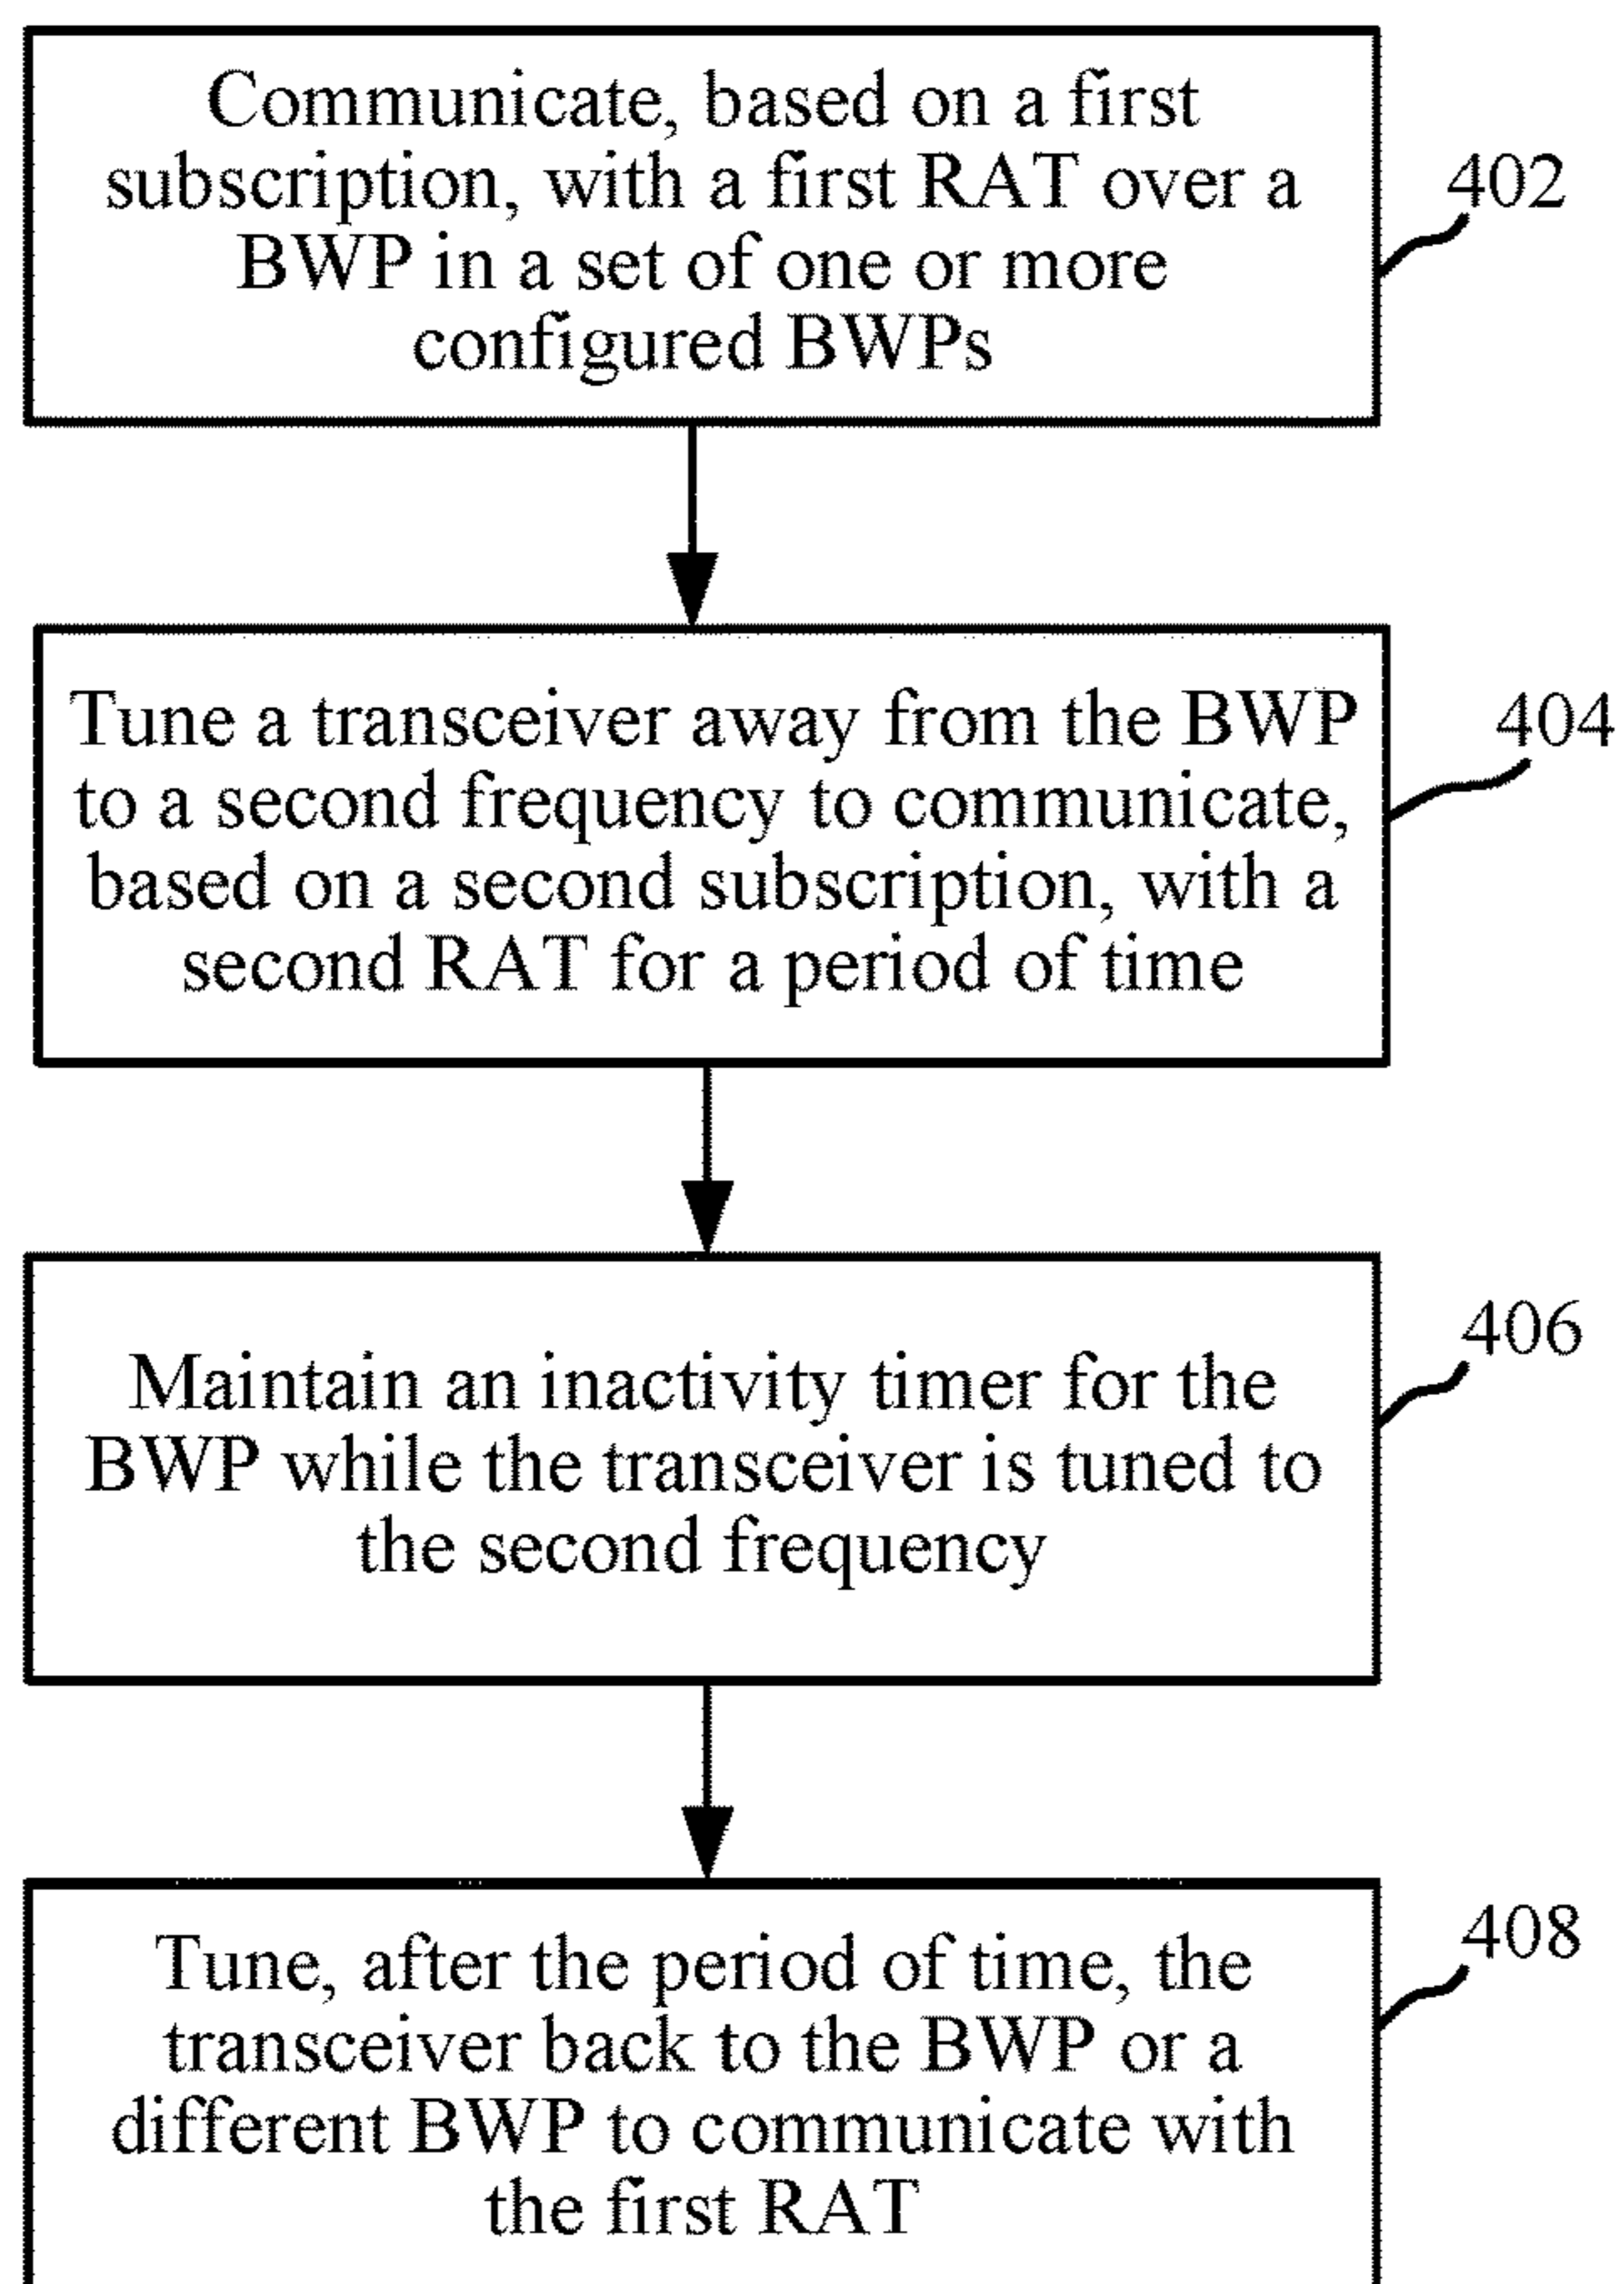 Communicate, based on a first
subscription, with a first RAT over a
BWP in a set of one or more
configured BWPs
402
Tune a transceiver away from the BWP
to a second frequency to communicate,
based on a second subscription, with a
second RAT for a period of time
404
Maintain an inactivity timer for the
BWP while the transceiver is tuned to
the second frequency
406
Tune, after the period of time, the
transceiver back to the BWP or a
different BWP to communicate with
the first RAT
408